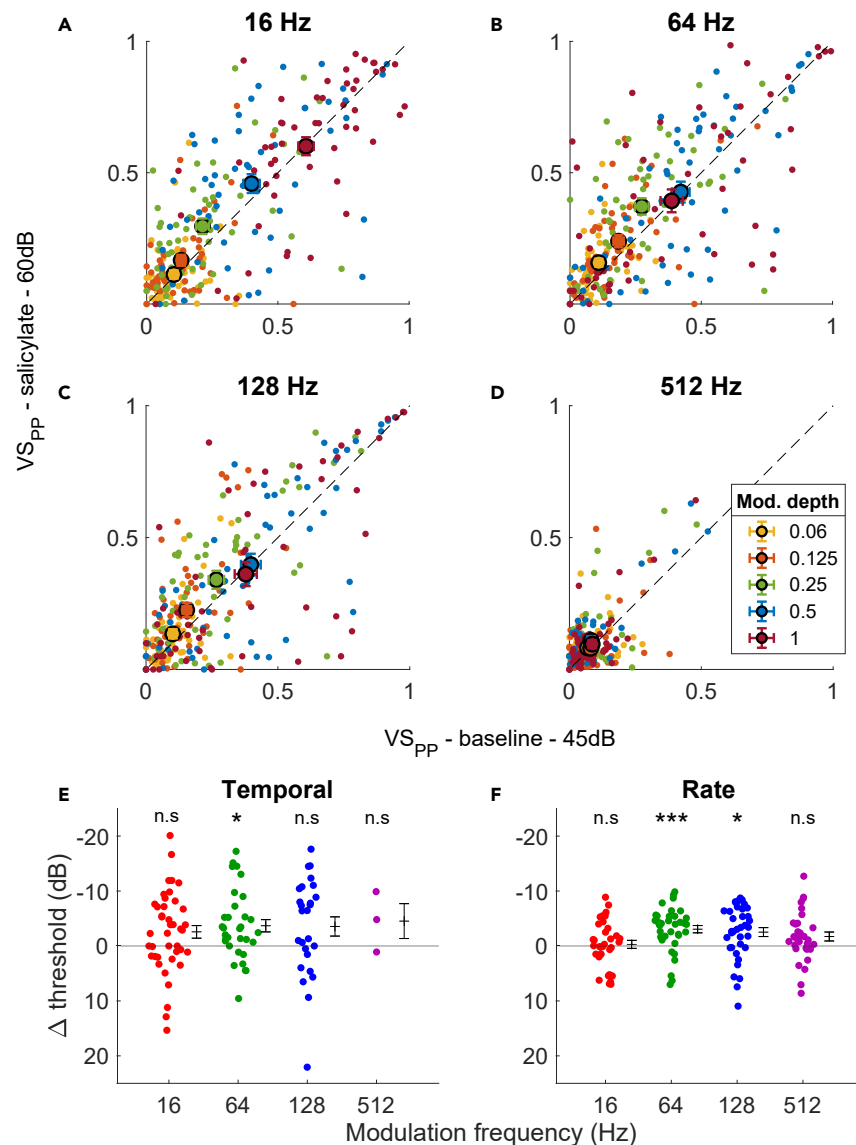 A
16 Hz
B
64 Hz
1
0.5
0
0.5
1
1
0.5
0
0.5
1
C
128 Hz
D
512 Hz
1
0.5
0
0.5
1
1
0.5
0
0.5
1
Mod. depth
0.06
0.125
0.25
0.5
1
VS_PP - salicylate - 60dB
VS_PP - baseline - 45dB
E
Temporal
F
Rate
n.s
*
n.s
n.s
n.s
***
*
n.s
-20
-10
0
10
20
-20
-10
0
10
20
Δ threshold (dB)
16
64
128
512
16
64
128
512
Modulation frequency (Hz)